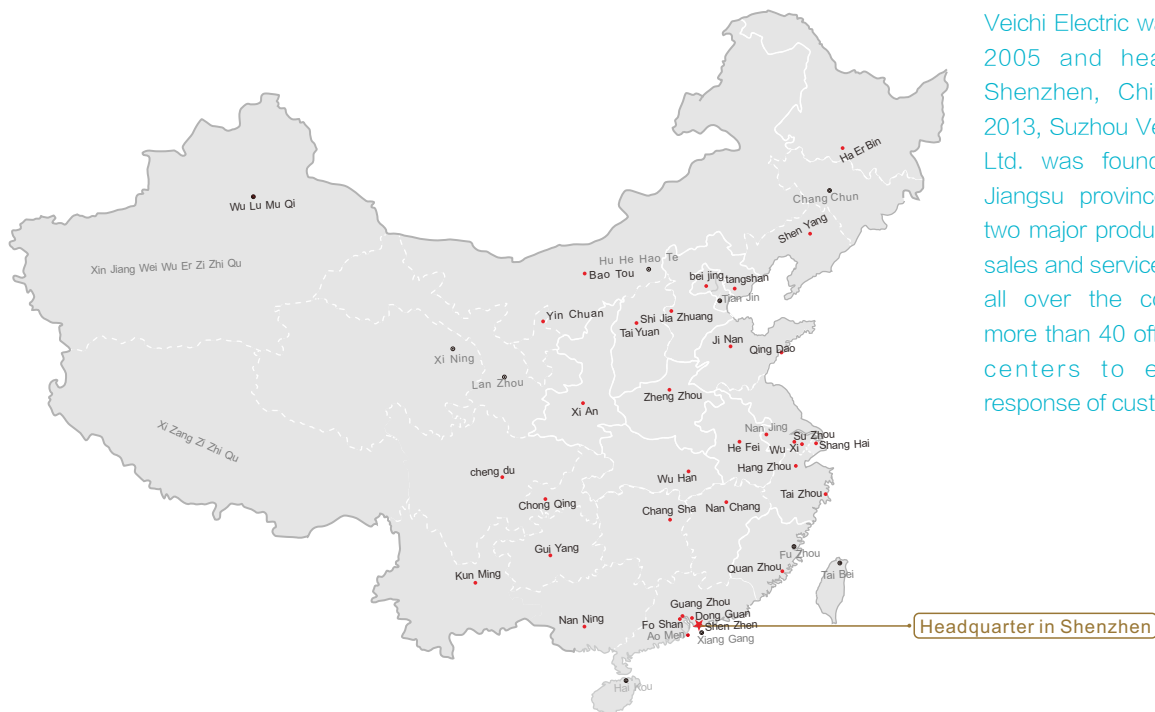 Veichi Electric wa
2005 and hea
Shenzhen, Chi
2013, Suzhou Ve
Ltd. was found
Jiangsu province
two major produ
sales and service
all over the co
more than 40 off
centers to e
response of cust
Ha Er Bin
Chang Chun
Wu Lu Mu Qi
Shen Yang
Xin Jiang Wei Wu Er Zi Zhi Qu
Hu He Hao Te
Bao Tou
bei jing
tangshan
Tian Jin
Yin Chuan
Shi Jia Zhuang
Tai Yuan
Ji Nan
Qing Dao
Xi Ning
Lan Zhou
Zheng Zhou
Xi An
Xi Zang Zi Zhi Qu
Nan Jing
Su Zhou
He Fei
Wu Xi
Shang Hai
Hang Zhou
cheng du
Wu Han
Tai Zhou
Chong Qing
Chang Sha
Nan Chang
Gui Yang
Fu Zhou
Quan Zhou
Tai Bei
Kun Ming
Guang Zhou
Dong Guan
Nan Ning
Fo Shan
Shen Zhen
Headquarter in Shenzhen
Ao Men
Xiang Gang
Hai Kou